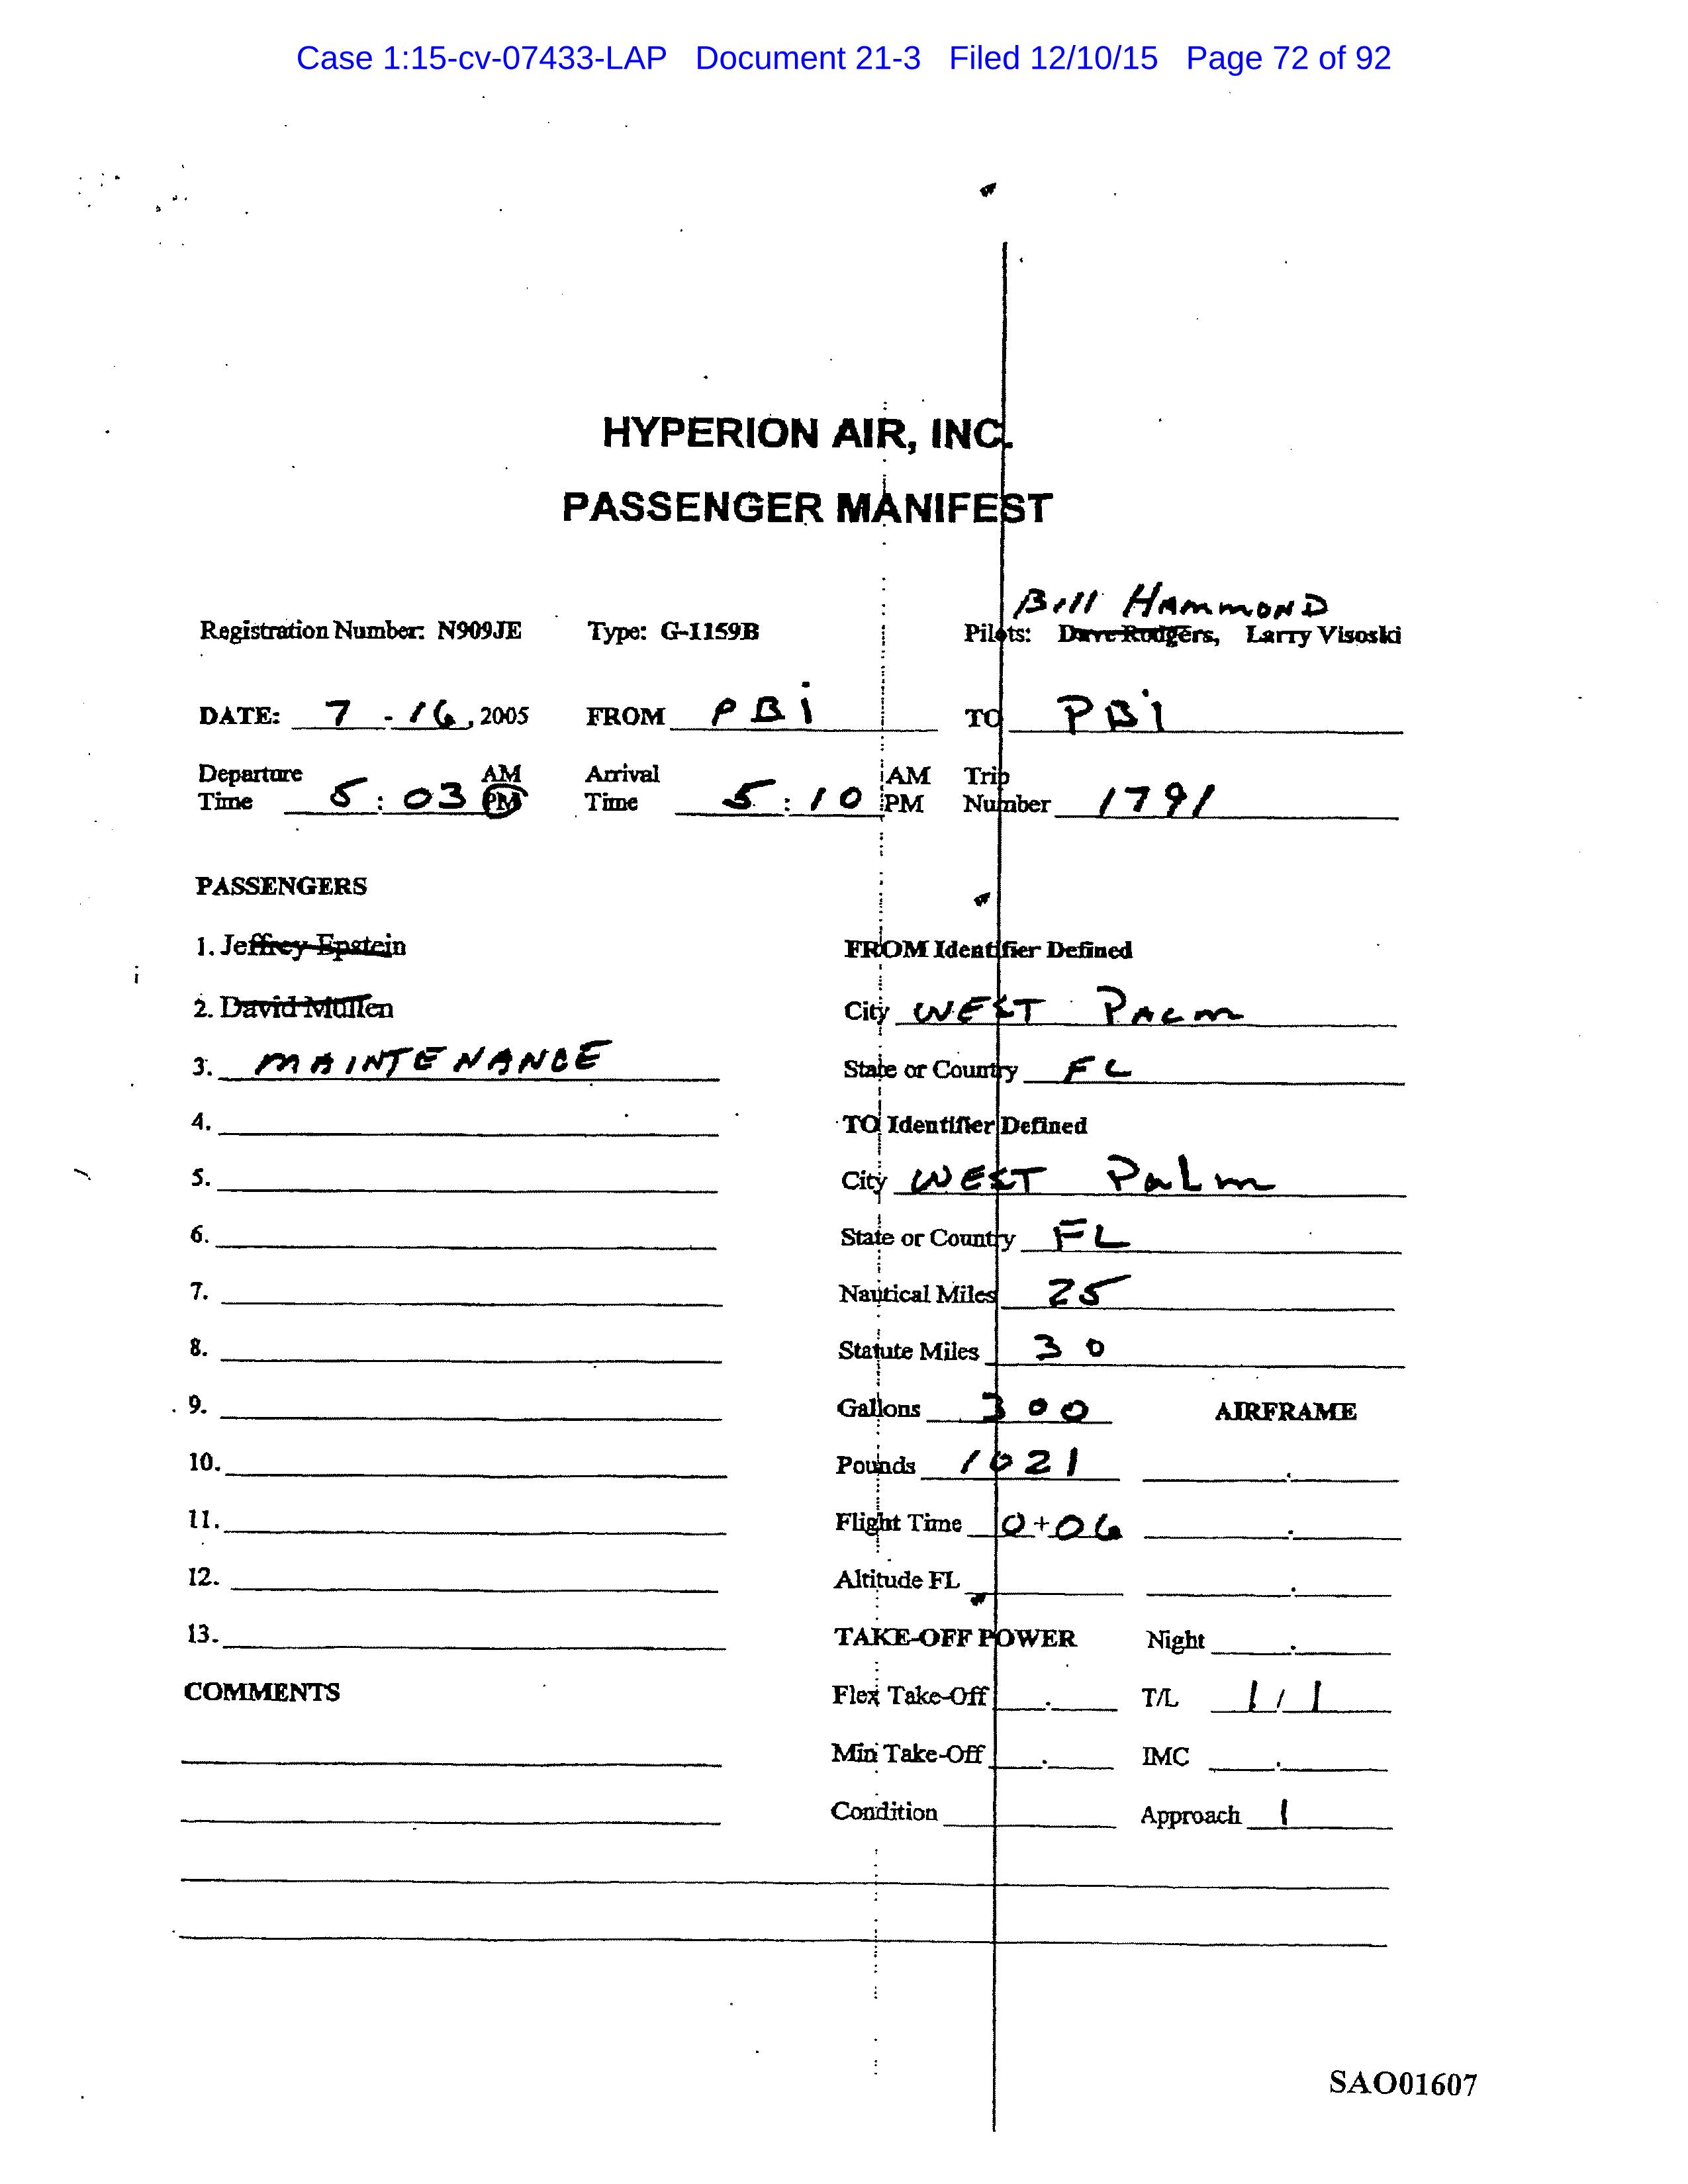 Case 1:15-cv-07433-LAP Document 21-3 Filed 12/10/15 Page 72 of 92
HYPERION AIR, INC.
PASSENGER MANIFEST
Bill HAMMOND
Registration Number: N909JE Type: G-1159B Pilots: Dave Rodgers, Larry Visoski
DATE: 7 - 16, 2005 FROM PBi TO PBi
Departure AM Arrival AM Trip
Time 5 : 03 PM Time 5 : 10 PM Number 1791
PASSENGERS
1. Jeffrey Epstein FROM Identifier Defined
2. David Mullen City WEST PALM
3. MAINTENANCE State or Country FL
4. TO Identifier Defined
5. City WEST PaLm
6. State or Country FL
7. Nautical Miles 25
8. Statute Miles 30
9. Gallons 300 AIRFRAME
10. Pounds 1021
11. Flight Time 0+06
12. Altitude FL
13. TAKE-OFF POWER Night
COMMENTS Flex Take-Off T/L 1 / 1
Min Take-Off IMC
Condition Approach 1
SAO01607